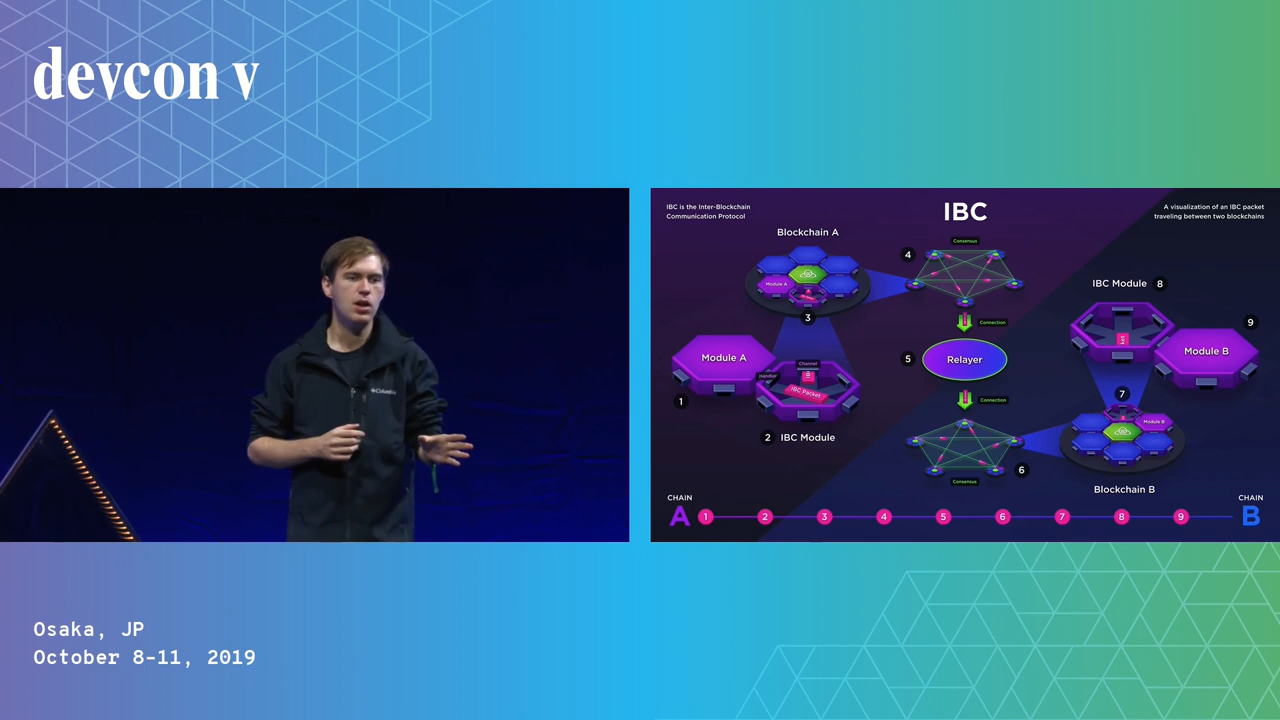 devcon v
Columbia
IBC is the Inter-Blockchain
Communication Protocol
IBC
A visualization of an IBC packet
traveling between two blockchains
Blockchain A
Module A
3
4
Consensus
Connection
5
Relayer
Connection
Consensus
6
Module A
1
Handler
Channel
IBC Packet
2 IBC Module
IBC Module 8
9
Module B
7
Module B
Blockchain B
CHAIN
A
1 2 3 4 5 6 7 8 9
CHAIN
B
Osaka, JP
October 8-11, 2019